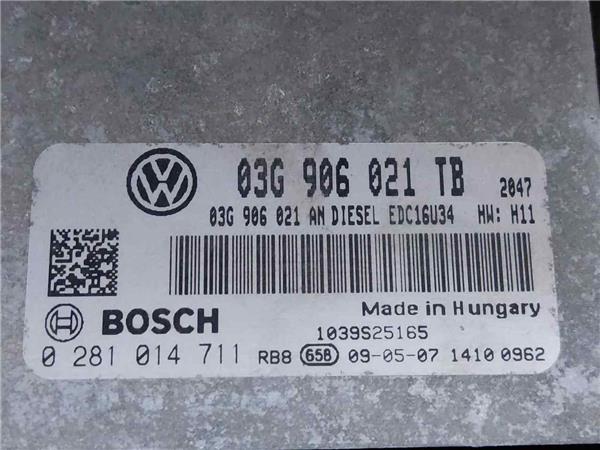 03G 906 021 TB 2047
03G 906 021 AN DIESEL EDC16U34 HW: H11
Made in Hungary
BOSCH 1039S25165
0 281 014 711 RB8 G58 09-05-07 1410 0962